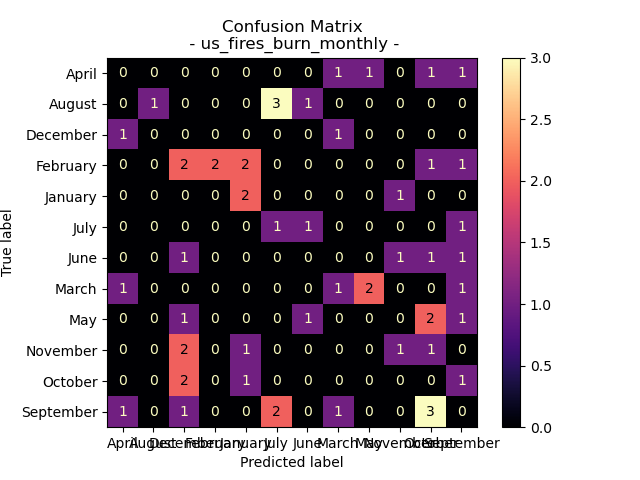 Confusion Matrix
- us_fires_burn_monthly -
April 0 0 0 0 0 0 0 1 1 0 1 1
August 0 1 0 0 0 3 1 0 0 0 0 0
December 1 0 0 0 0 0 0 1 0 0 0 0
February 0 0 2 2 2 0 0 0 0 0 1 1
January 0 0 0 0 2 0 0 0 0 1 0 0
July 0 0 0 0 0 1 1 0 0 0 0 1
June 0 0 1 0 0 0 0 0 0 1 1 1
March 1 0 0 0 0 0 0 1 2 0 0 1
May 0 0 1 0 0 0 1 0 0 0 2 1
November 0 0 2 0 1 0 0 0 0 1 1 0
October 0 0 2 0 1 0 0 0 0 0 0 1
September 1 0 1 0 0 2 0 1 0 0 3 0
April August December February January July June March May November October September
Predicted label
True label
3.0
2.5
2.0
1.5
1.0
0.5
0.0